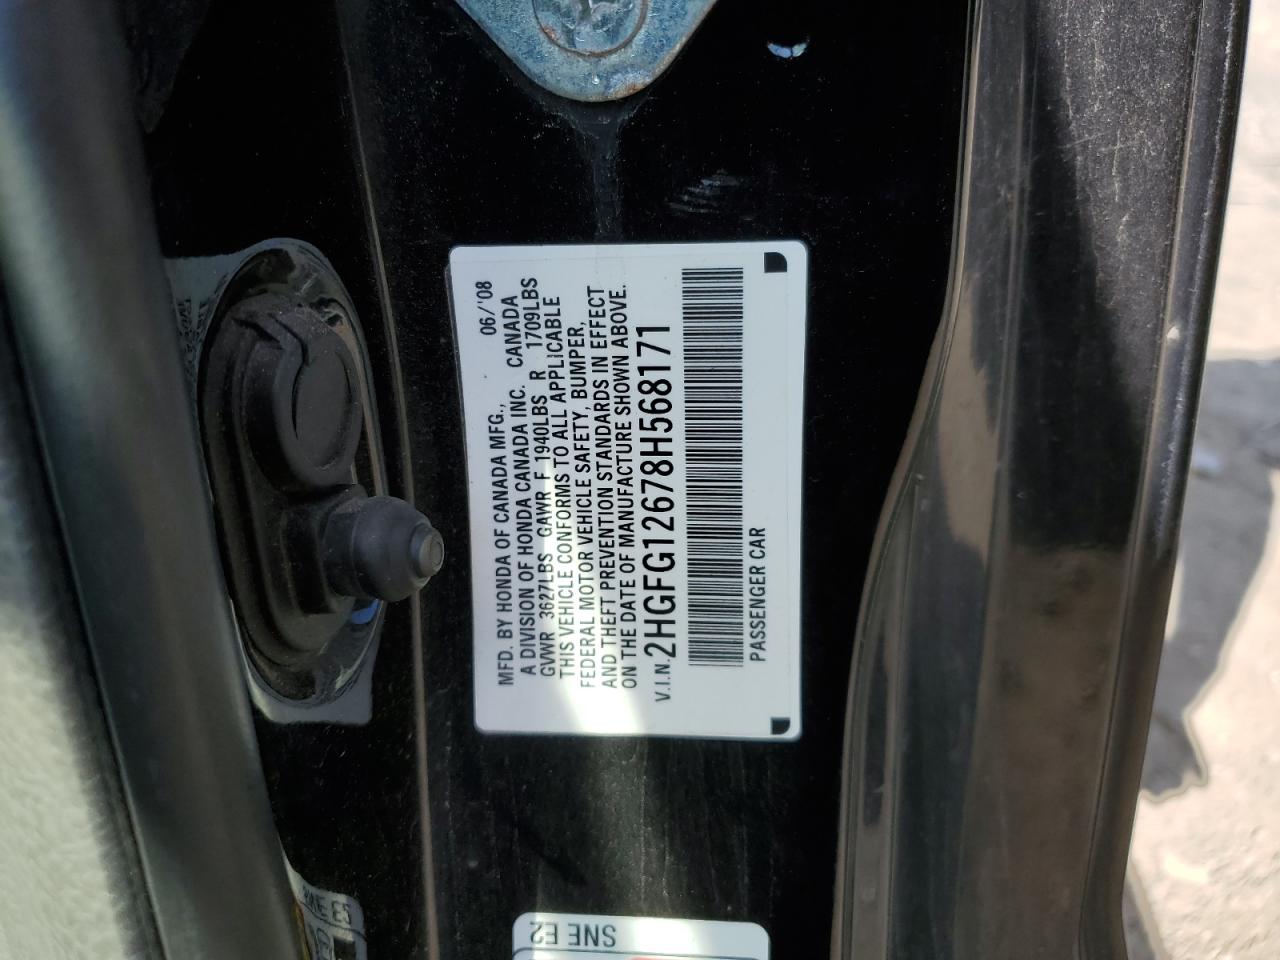 MFD. BY HONDA OF CANADA MFG., 06/'08
A DIVISION OF HONDA CANADA INC. CANADA
GVWR 3627LBS GAWR F 1940LBS R 1709LBS
THIS VEHICLE CONFORMS TO ALL APPLICABLE
FEDERAL MOTOR VEHICLE SAFETY, BUMPER,
AND THEFT PREVENTION STANDARDS IN EFFECT
ON THE DATE OF MANUFACTURE SHOWN ABOVE.
V.I.N. 2HGFG12678H568171
PASSENGER CAR
SNE E2